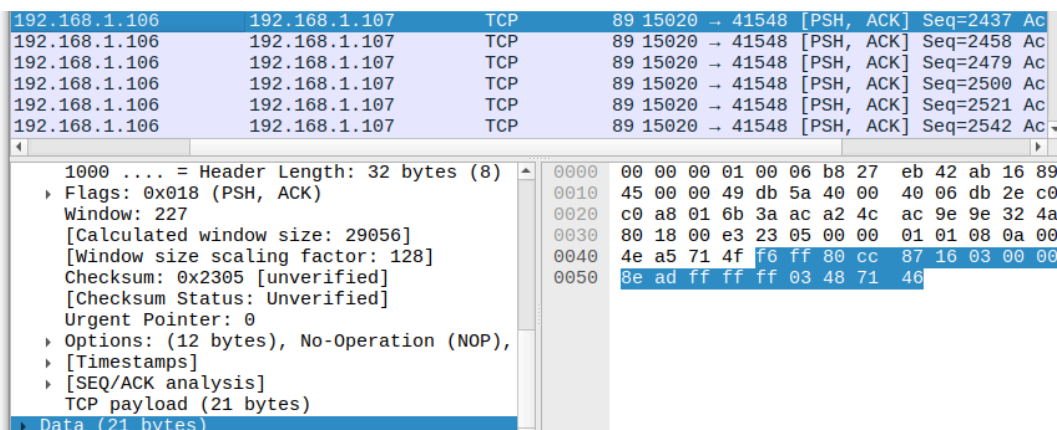 192.168.1.106 192.168.1.107 TCP 89 15020 → 41548 [PSH, ACK] Seq=2437 Ac
192.168.1.106 192.168.1.107 TCP 89 15020 → 41548 [PSH, ACK] Seq=2458 Ac
192.168.1.106 192.168.1.107 TCP 89 15020 → 41548 [PSH, ACK] Seq=2479 Ac
192.168.1.106 192.168.1.107 TCP 89 15020 → 41548 [PSH, ACK] Seq=2500 Ac
192.168.1.106 192.168.1.107 TCP 89 15020 → 41548 [PSH, ACK] Seq=2521 Ac
192.168.1.106 192.168.1.107 TCP 89 15020 → 41548 [PSH, ACK] Seq=2542 Ac
1000 .... = Header Length: 32 bytes (8)
Flags: 0x018 (PSH, ACK)
Window: 227
[Calculated window size: 29056]
[Window size scaling factor: 128]
Checksum: 0x2305 [unverified]
[Checksum Status: Unverified]
Urgent Pointer: 0
Options: (12 bytes), No-Operation (NOP),
[Timestamps]
[SEQ/ACK analysis]
TCP payload (21 bytes)
Data (21 bytes)
0000 00 00 00 01 00 06 b8 27 eb 42 ab 16 89
0010 45 00 00 49 db 5a 40 00 40 06 db 2e c0
0020 c0 a8 01 6b 3a ac a2 4c ac 9e 9e 32 4a
0030 80 18 00 e3 23 05 00 00 01 01 08 0a 00
0040 4e a5 71 4f f6 ff 80 cc 87 16 03 00 00
0050 8e ad ff ff ff 03 48 71 46